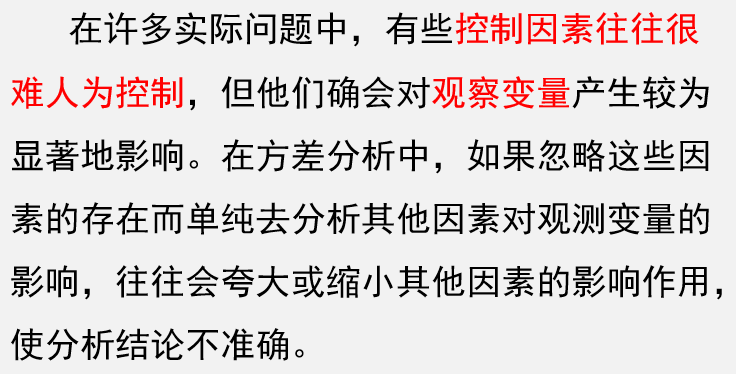 在许多实际问题中，有些控制因素往往很
难人为控制，但他们确会对观察变量产生较为
显著地影响。在方差分析中，如果忽略这些因
素的存在而单纯去分析其他因素对观测变量的
影响，往往会夸大或缩小其他因素的影响作用，
使分析结论不准确。